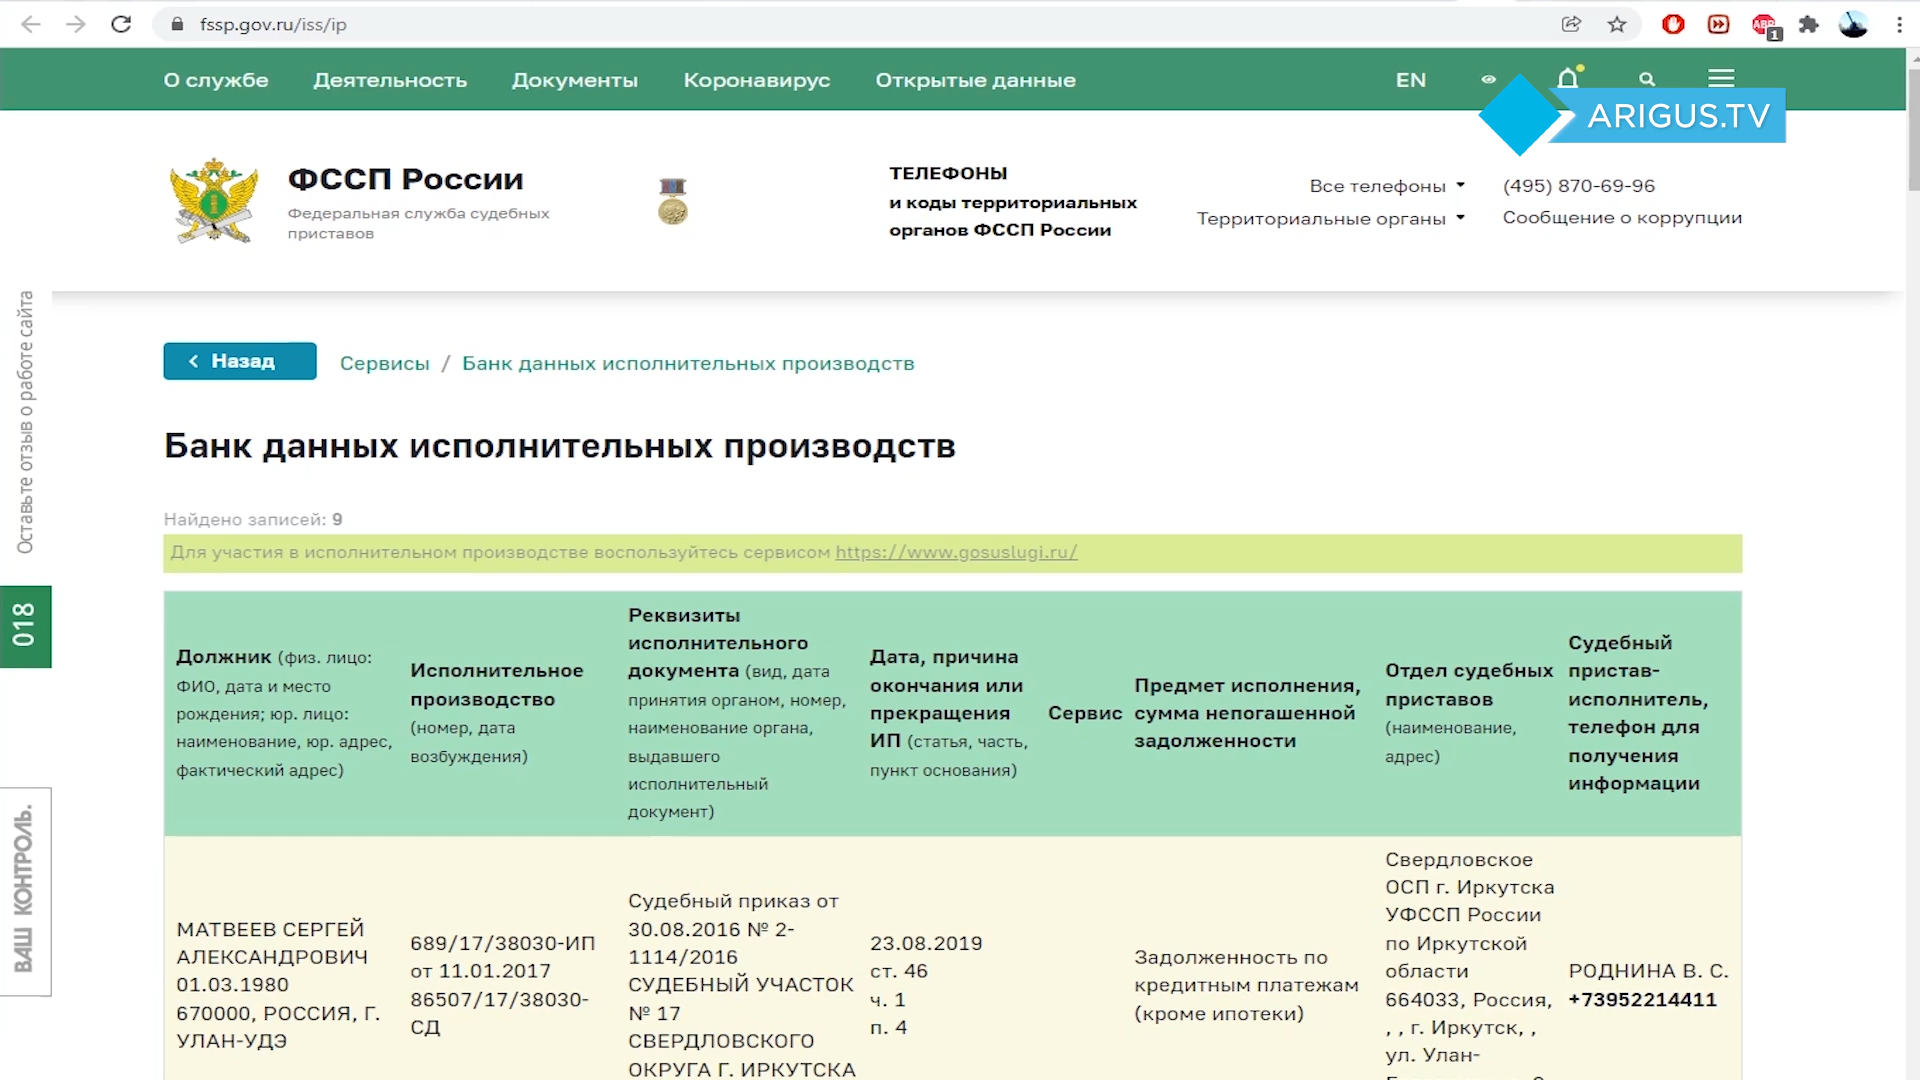 fssp.gov.ru/iss/ip
О службе
Деятельность
Документы
Коронавирус
Открытые данные
EN
ARIGUS.TV
ФССП России
Федеральная служба судебных
приставов
ТЕЛЕФОНЫ
и коды территориальных
органов ФССП России
Все телефоны
Территориальные органы
(495) 870-69-96
Сообщение о коррупции
Оставьте отзыв о работе сайта
018
ВАШ КОНТРОЛЬ.
Назад
Сервисы / Банк данных исполнительных производств
Банк данных исполнительных производств
Найдено записей: 9
Для участия в исполнительном производстве воспользуйтесь сервисом https://www.gosuslugi.ru/
Должник (физ. лицо:
ФИО, дата и место
рождения; юр. лицо:
наименование, юр. адрес,
фактический адрес)
Исполнительное
производство
(номер, дата
возбуждения)
Реквизиты
исполнительного
документа (вид, дата
принятия органом, номер,
наименование органа,
выдавшего
исполнительный
документ)
Дата, причина
окончания или
прекращения
ИП (статья, часть,
пункт основания)
Сервис
Предмет исполнения,
сумма непогашенной
задолженности
Отдел судебных
приставов
(наименование,
адрес)
Судебный
пристав-
исполнитель,
телефон для
получения
информации
МАТВЕЕВ СЕРГЕЙ
АЛЕКСАНДРОВИЧ
01.03.1980
670000, РОССИЯ, Г.
УЛАН-УДЭ
689/17/38030-ИП
от 11.01.2017
86507/17/38030-
СД
Судебный приказ от
30.08.2016 № 2-
1114/2016
СУДЕБНЫЙ УЧАСТОК
№ 17
СВЕРДЛОВСКОГО
ОКРУГА Г. ИРКУТСКА
23.08.2019
ст. 46
ч. 1
п. 4
Задолженность по
кредитным платежам
(кроме ипотеки)
Свердловское
ОСП г. Иркутска
УФССП России
по Иркутской
области
664033, Россия,
, , г. Иркутск, ,
ул. Улан-
РОДНИНА В. С.
+73952214411